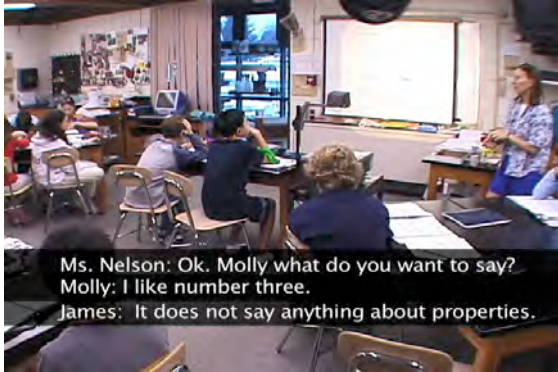 Ms. Nelson: Ok. Molly what do you want to say?
Molly: I like number three.
James: It does not say anything about properties.